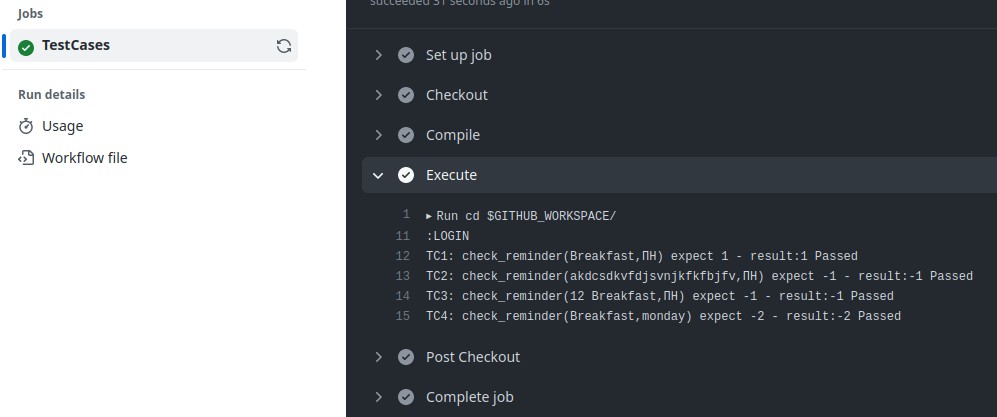 Jobs
TestCases
Run details
Usage
Workflow file
succeeded 31 seconds ago in 6s
Set up job
Checkout
Compile
Execute
1 Run cd $GITHUB_WORKSPACE/
11 :LOGIN
12 TC1: check_reminder(Breakfast,ПН) expect 1 - result:1 Passed
13 TC2: check_reminder(akdcsdkvfdjsvnjkfkfbjfv,ПН) expect -1 - result:-1 Passed
14 TC3: check_reminder(12 Breakfast,ПН) expect -1 - result:-1 Passed
15 TC4: check_reminder(Breakfast,monday) expect -2 - result:-2 Passed
Post Checkout
Complete job